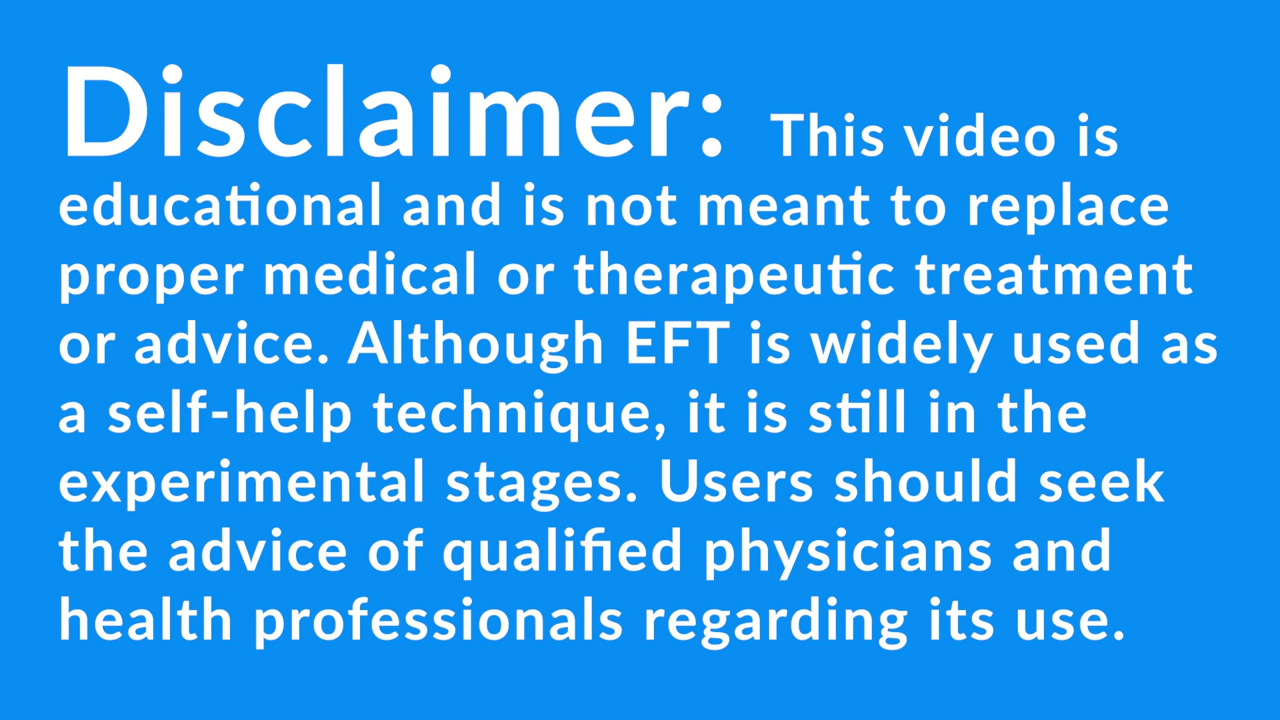 Disclaimer: This video is
educational and is not meant to replace
proper medical or therapeutic treatment
or advice. Although EFT is widely used as
a self-help technique, it is still in the
experimental stages. Users should seek
the advice of qualified physicians and
health professionals regarding its use.